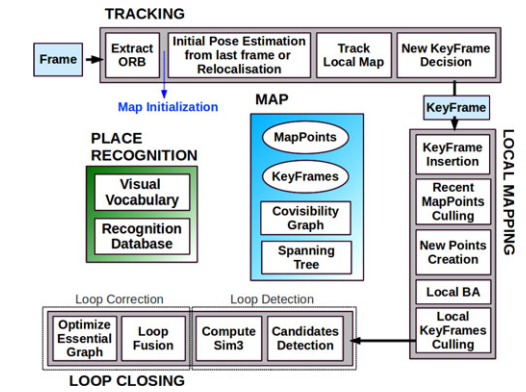 TRACKING
Frame
Extract
ORB
Initial Pose Estimation
from last frame or
Relocalisation
Track
Local Map
New KeyFrame
Decision
Map Initialization
KeyFrame
MAP
MapPoints
KeyFrames
Covisibility
Graph
Spanning
Tree
PLACE
RECOGNITION
Visual
Vocabulary
Recognition
Database
LOCAL MAPPING
KeyFrame
Insertion
Recent
MapPoints
Culling
New Points
Creation
Local BA
Local
KeyFrames
Culling
Loop Correction
Loop Detection
Optimize
Essential
Graph
Loop
Fusion
Compute
Sim3
Candidates
Detection
LOOP CLOSING